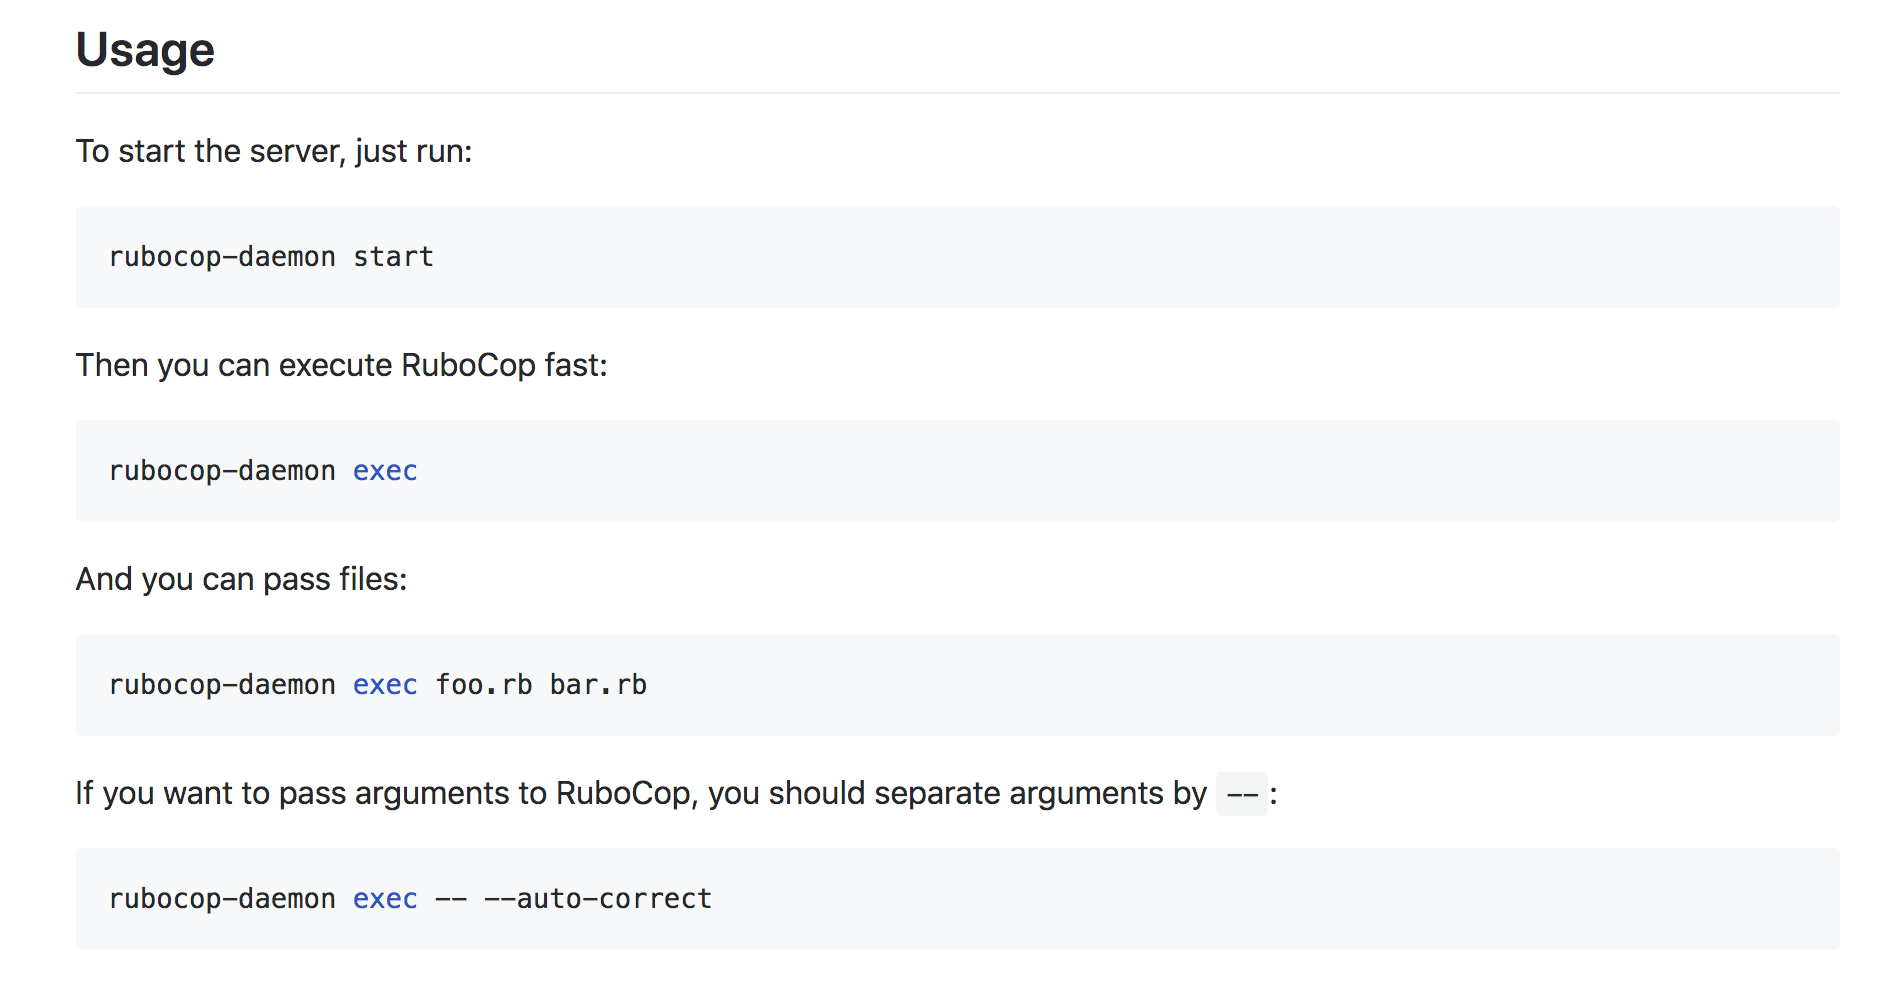 Usage
To start the server, just run:
rubocop-daemon start
Then you can execute RuboCop fast:
rubocop-daemon exec
And you can pass files:
rubocop-daemon exec foo.rb bar.rb
If you want to pass arguments to RuboCop, you should separate arguments by -- :
rubocop-daemon exec -- --auto-correct